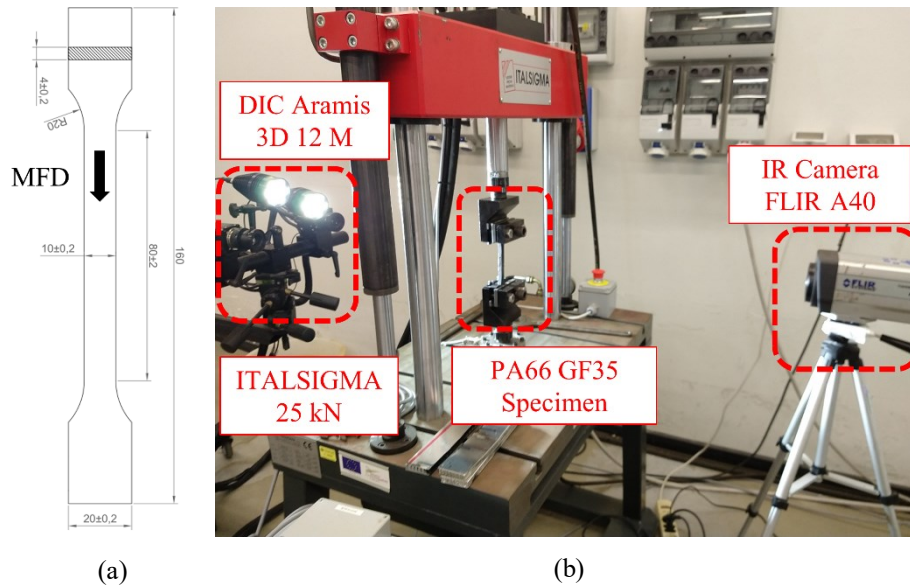 4±0,2
R20
MFD
10±0,2
80±2
160
20±0,2
(a)
ITALSIGMA
DIC Aramis
3D 12 M
IR Camera
FLIR A40
FLIR
ITALSIGMA
25 kN
PA66 GF35
Specimen
(b)